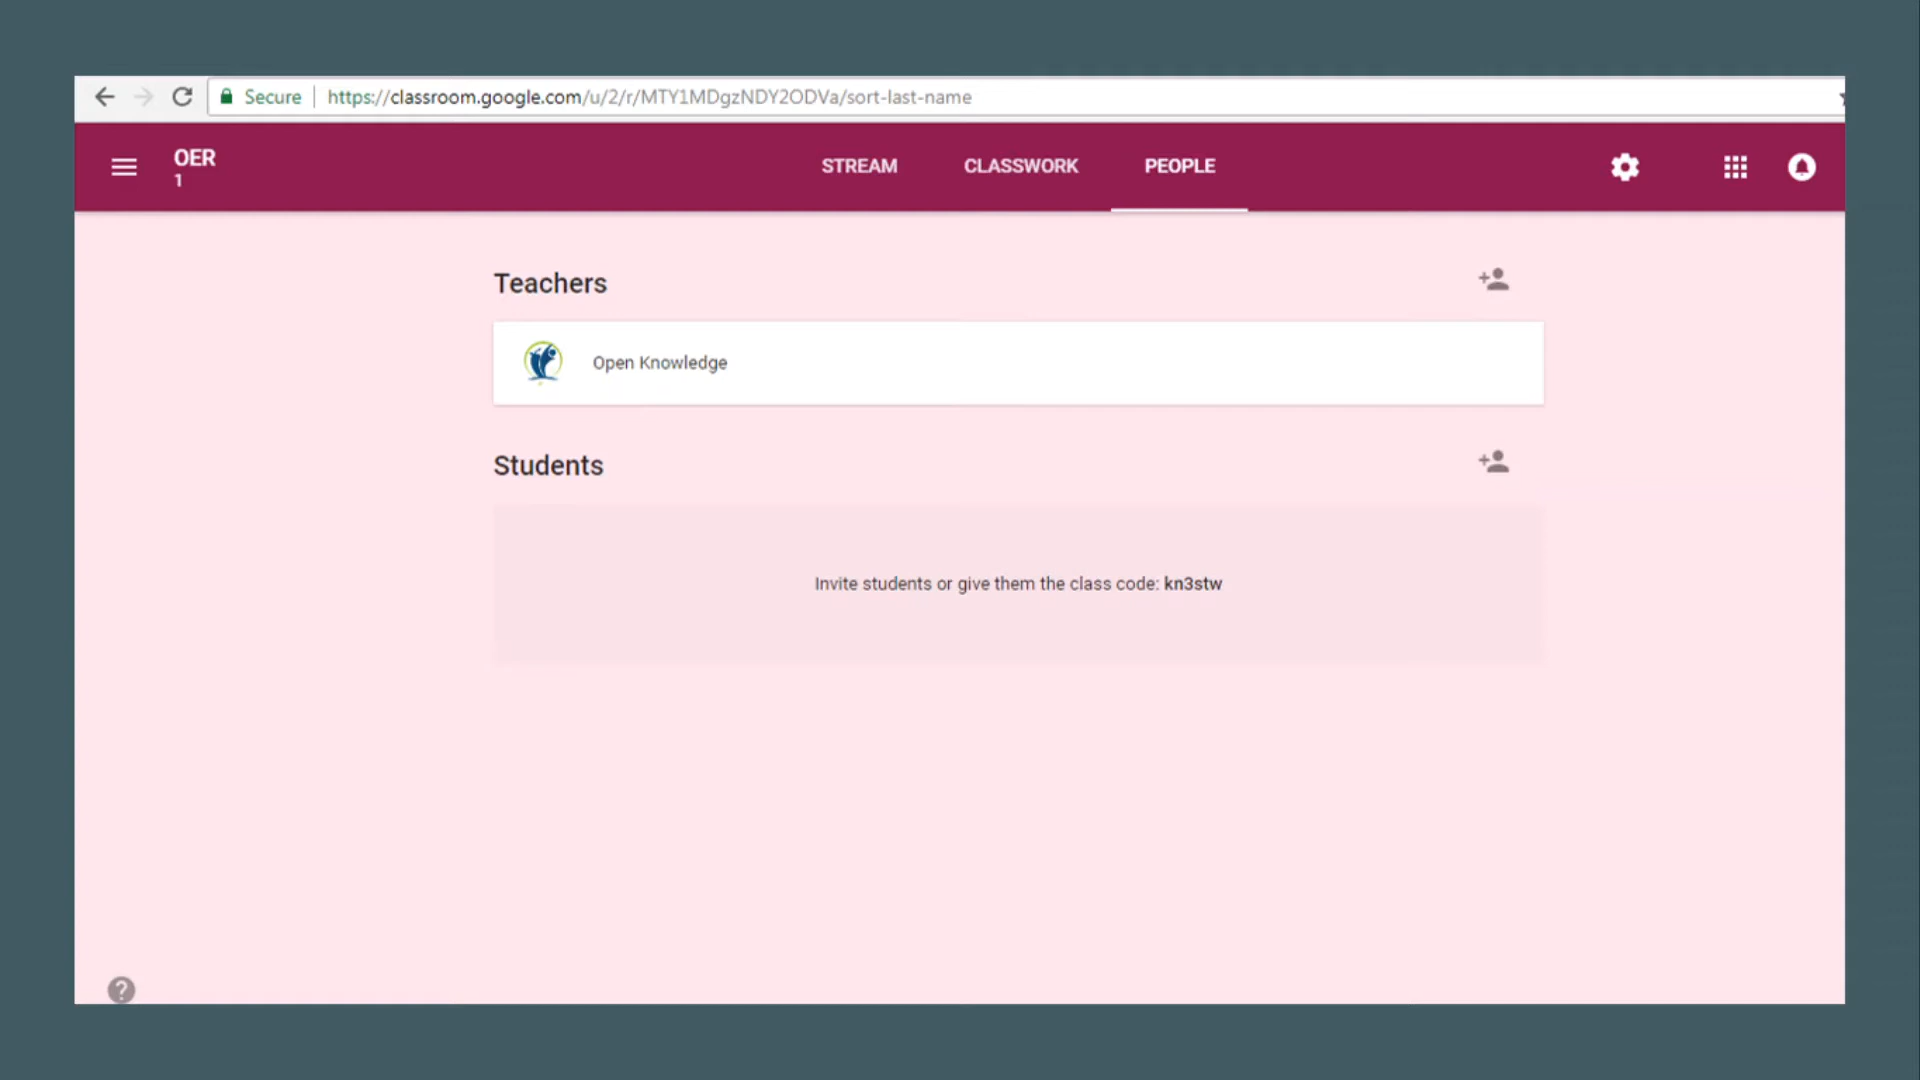 Secure https://classroom.google.com/u/2/r/MTY1MDgzNDY2ODVa/sort-last-name
OER
1
STREAM CLASSWORK PEOPLE
Teachers
Open Knowledge
Students
Invite students or give them the class code: kn3stw